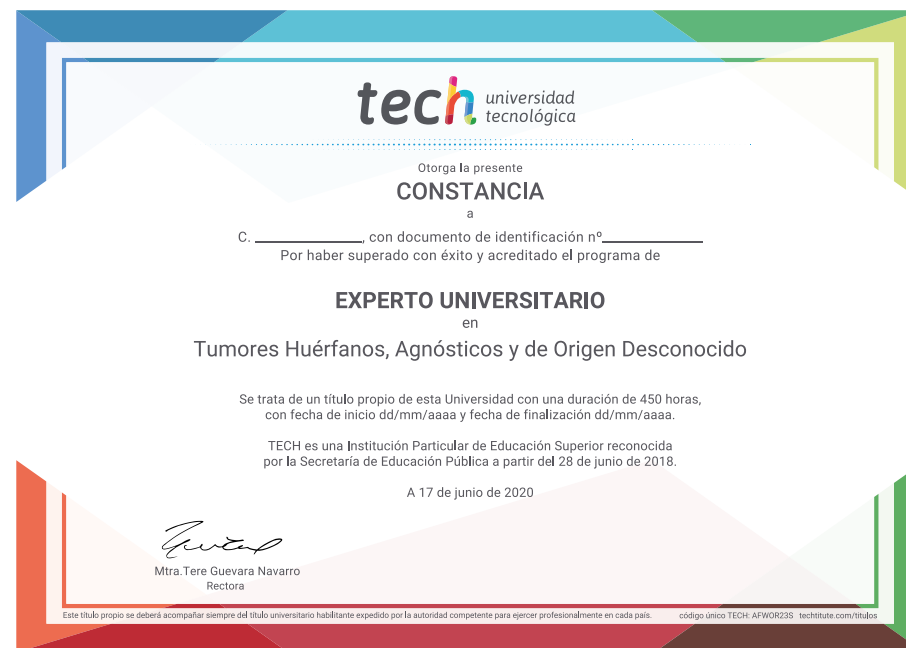 tech universidad
tecnológica
Otorga la presente
CONSTANCIA
a
C. ____________, con documento de identificación nº____________
Por haber superado con éxito y acreditado el programa de
EXPERTO UNIVERSITARIO
en
Tumores Huérfanos, Agnósticos y de Origen Desconocido
Se trata de un título propio de esta Universidad con una duración de 450 horas,
con fecha de inicio dd/mm/aaaa y fecha de finalización dd/mm/aaaa.
TECH es una Institución Particular de Educación Superior reconocida
por la Secretaría de Educación Pública a partir del 28 de junio de 2018.
A 17 de junio de 2020
Mtra.Tere Guevara Navarro
Rectora
Este título propio se deberá acompañar siempre del título universitario habilitante expedido por la autoridad competente para ejercer profesionalmente en cada país. código único TECH: AFWOR23S techtitute.com/titulos